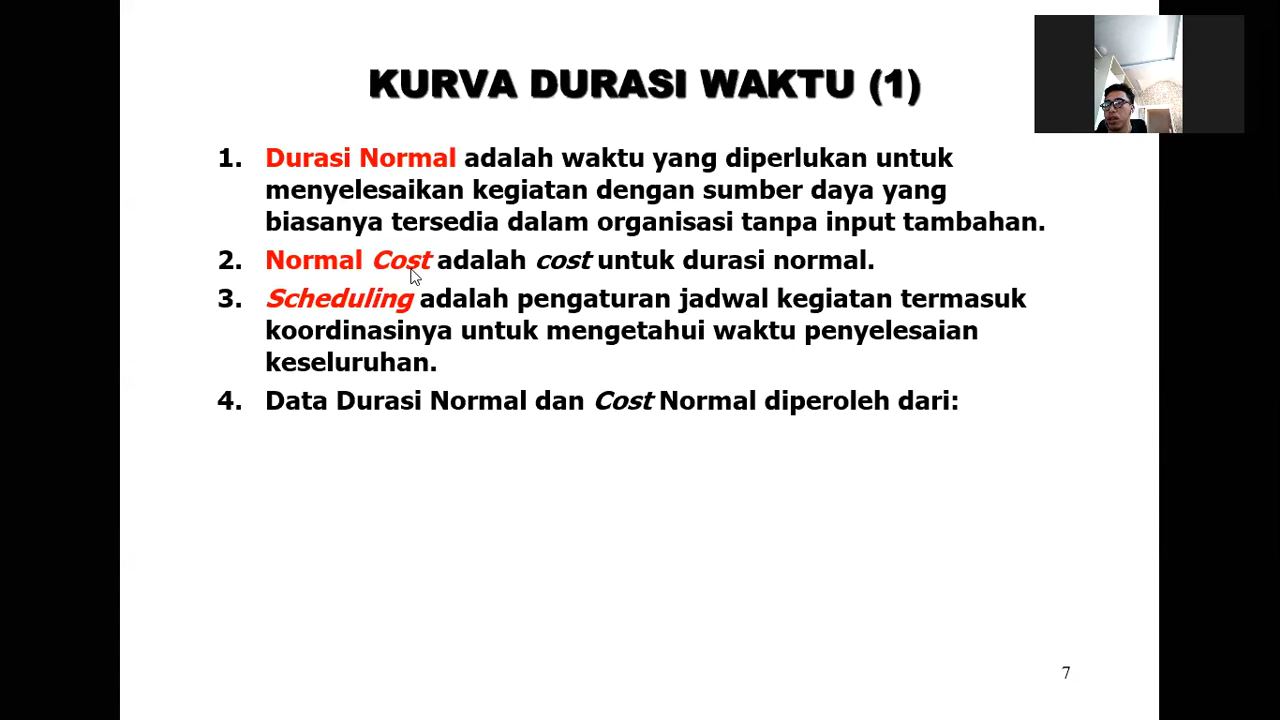 KURVA DURASI WAKTU (1)
1. Durasi Normal adalah waktu yang diperlukan untuk
menyelesaikan kegiatan dengan sumber daya yang
biasanya tersedia dalam organisasi tanpa input tambahan.
2. Normal Cost adalah cost untuk durasi normal.
3. Scheduling adalah pengaturan jadwal kegiatan termasuk
koordinasinya untuk mengetahui waktu penyelesaian
keseluruhan.
4. Data Durasi Normal dan Cost Normal diperoleh dari:
7